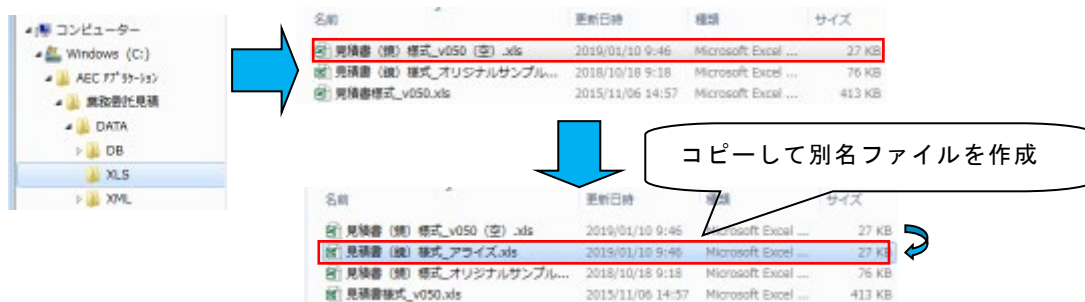 コンピューター
Windows (C:)
AEC ｱﾌﾟﾘｹｰｼｮﾝ
業務委託見積
DATA
DB
XLS
XML
名前 更新日時 種類 サイズ
見積書（鏡）様式_v050（空）.xls 2019/01/10 9:46 Microsoft Excel ... 27 KB
見積書（鏡）様式_オリジナルサンプル... 2018/10/18 9:18 Microsoft Excel ... 76 KB
見積書様式_v050.xls 2015/11/06 14:57 Microsoft Excel ... 413 KB
コピーして別名ファイルを作成
名前 更新日時 種類 サイズ
見積書（鏡）様式_v050（空）.xls 2019/01/10 9:46 Microsoft Excel ... 27 KB
見積書（鏡）様式_アライズ.xls 2019/01/10 9:46 Microsoft Excel ... 27 KB
見積書（鏡）様式_オリジナルサンプル... 2018/10/18 9:18 Microsoft Excel ... 76 KB
見積書様式_v050.xls 2015/11/06 14:57 Microsoft Excel ... 413 KB